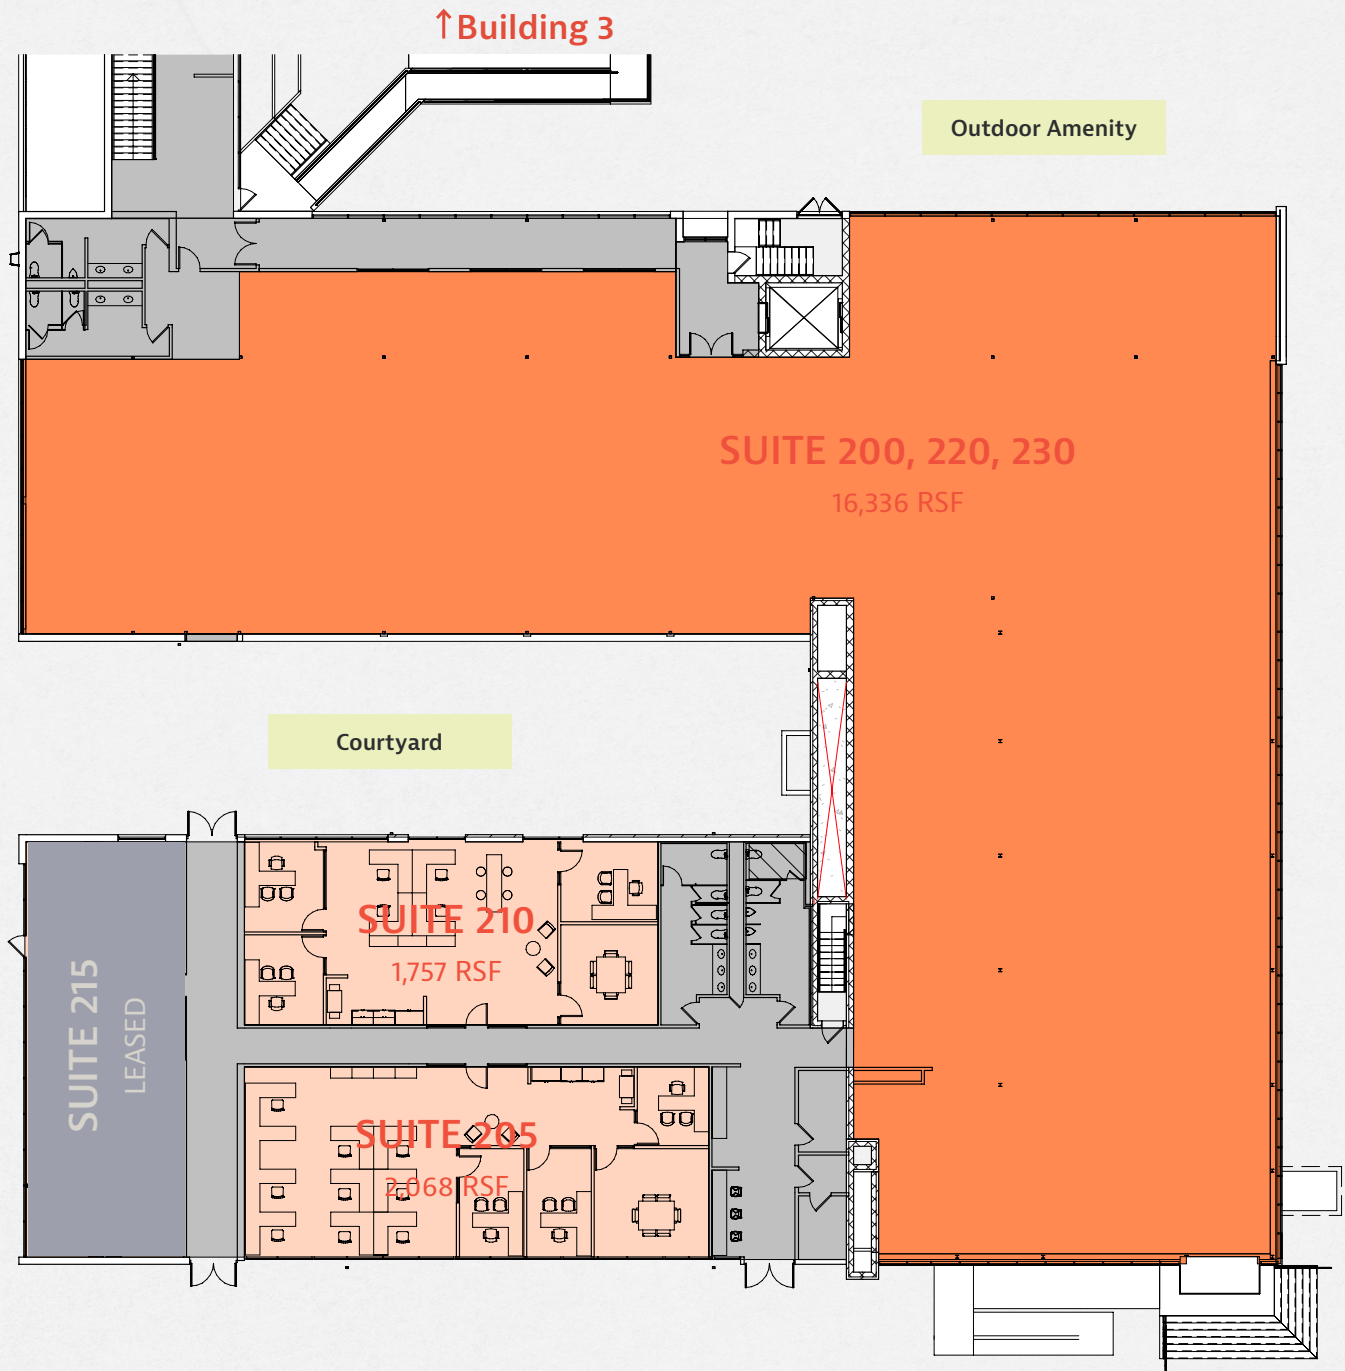 ↑Building 3
Outdoor Amenity
SUITE 200, 220, 230
16,336 RSF
Courtyard
SUITE 210
1,757 RSF
SUITE 215
LEASED
SUITE 205
2,068 RSF